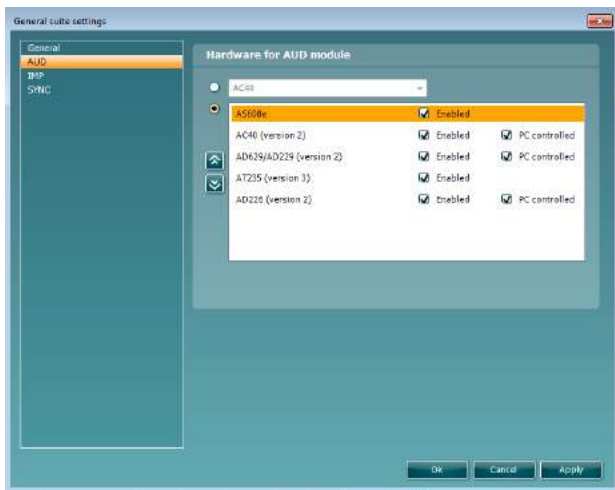 General suite settings
General
AUD
IMP
SYNC
Hardware for AUD module
AC40
AS608e Enabled
AC40 (version 2) Enabled PC controlled
AD629/AD229 (version 2) Enabled PC controlled
AT235 (version 3) Enabled
AD226 (version 2) Enabled PC controlled
Ok Cancel Apply